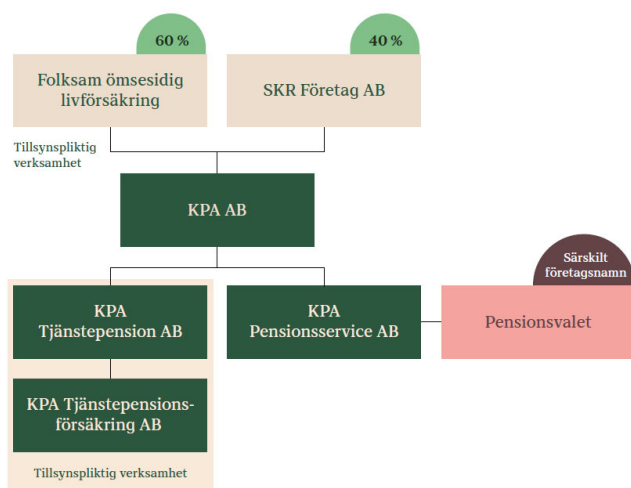 60 %
40 %
Folksam ömsesidig
livförsäkring
SKR Företag AB
Tillsynspliktig
verksamhet
KPA AB
Särskilt
företagsnamn
KPA
Tjänstepension AB
KPA
Pensionsservice AB
Pensionsvalet
KPA Tjänstepensions-
försäkring AB
Tillsynspliktig verksamhet